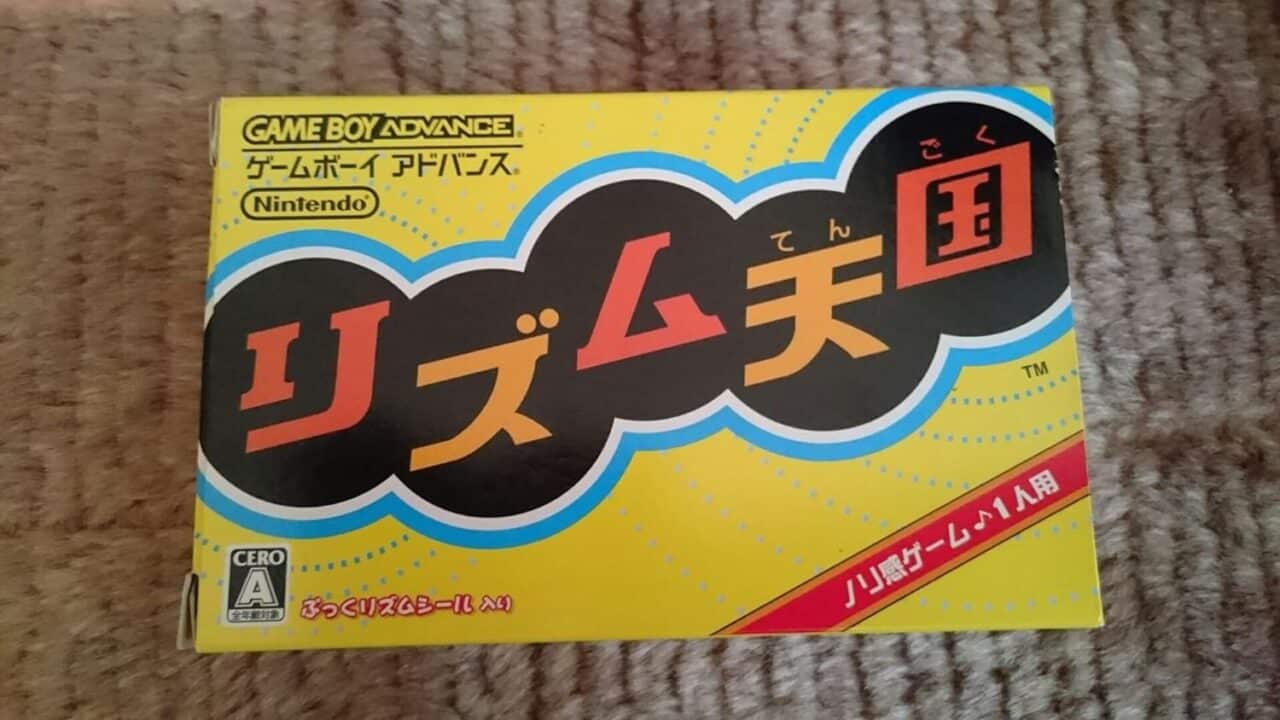 GAME BOY ADVANCE
ゲームボーイ アドバンス®
Nintendo®
てん ごく
リズム天国
TM
ノリ感ゲーム♪1人用
CERO
A
全年齢対象
ぷっくリズムシール 入り